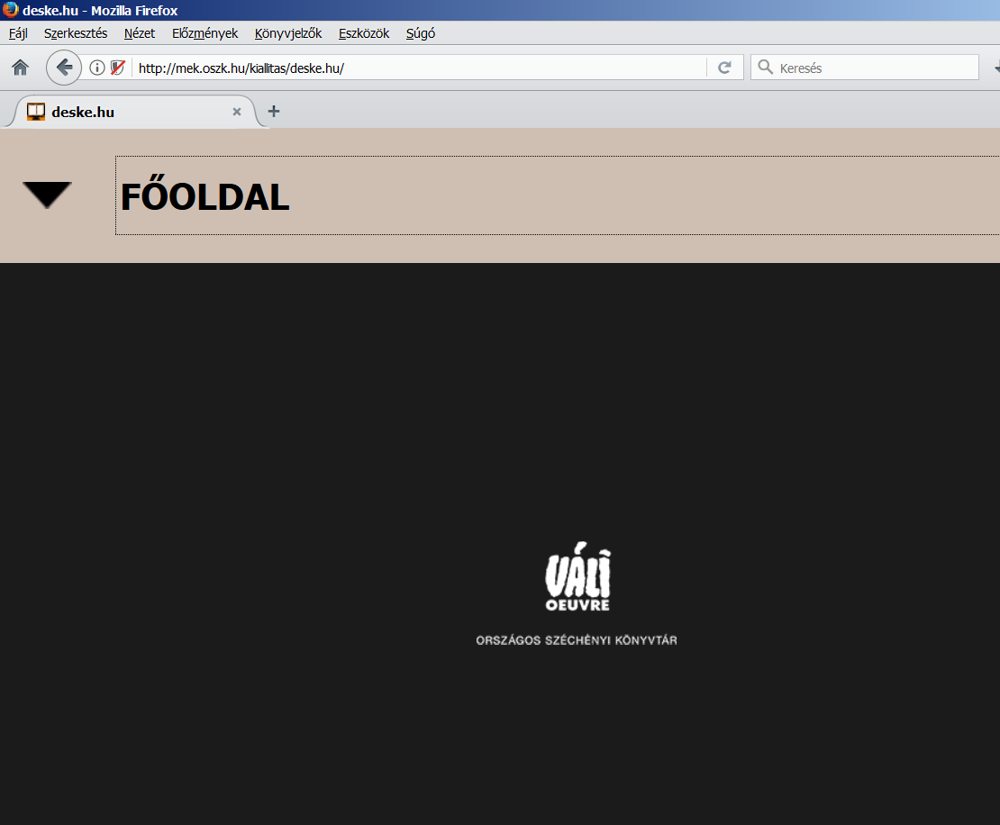 deske.hu - Mozilla Firefox
Fájl Szerkesztés Nézet Előzmények Könyvjelzők Eszközök Súgó
http://mek.oszk.hu/kiallitas/deske.hu/ Keresés
deske.hu
FŐOLDAL
VÁLI
OEUVRE
ORSZÁGOS SZÉCHÉNYI KÖNYVTÁR